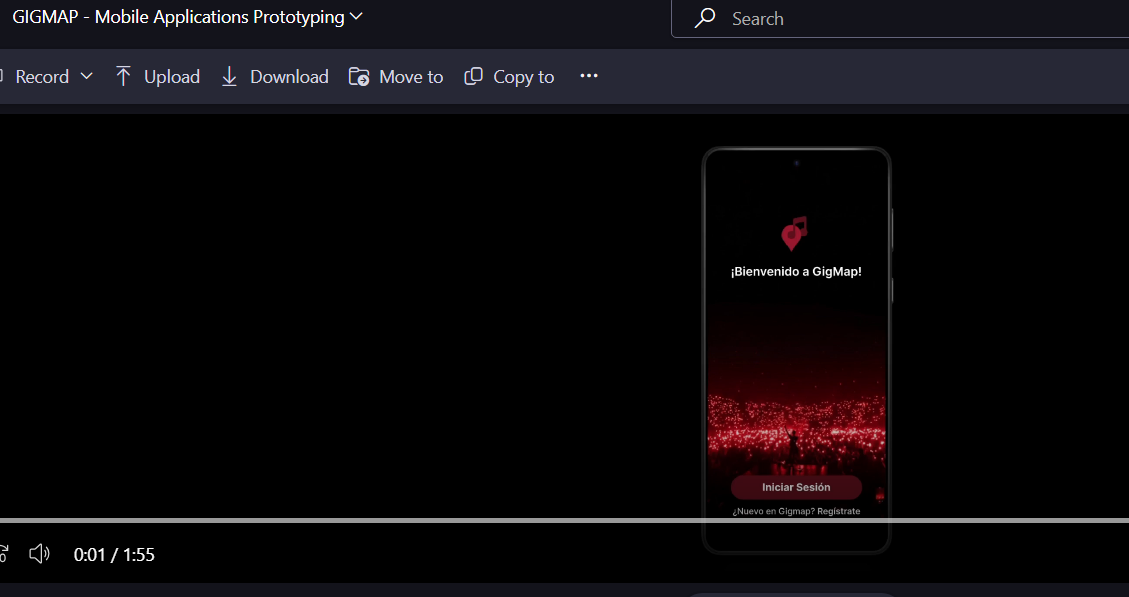 GIGMAP - Mobile Applications Prototyping
Search
Record
Upload
Download
Move to
Copy to
¡Bienvenido a GigMap!
Iniciar Sesión
¿Nuevo en Gigmap? Regístrate
0:01 / 1:55